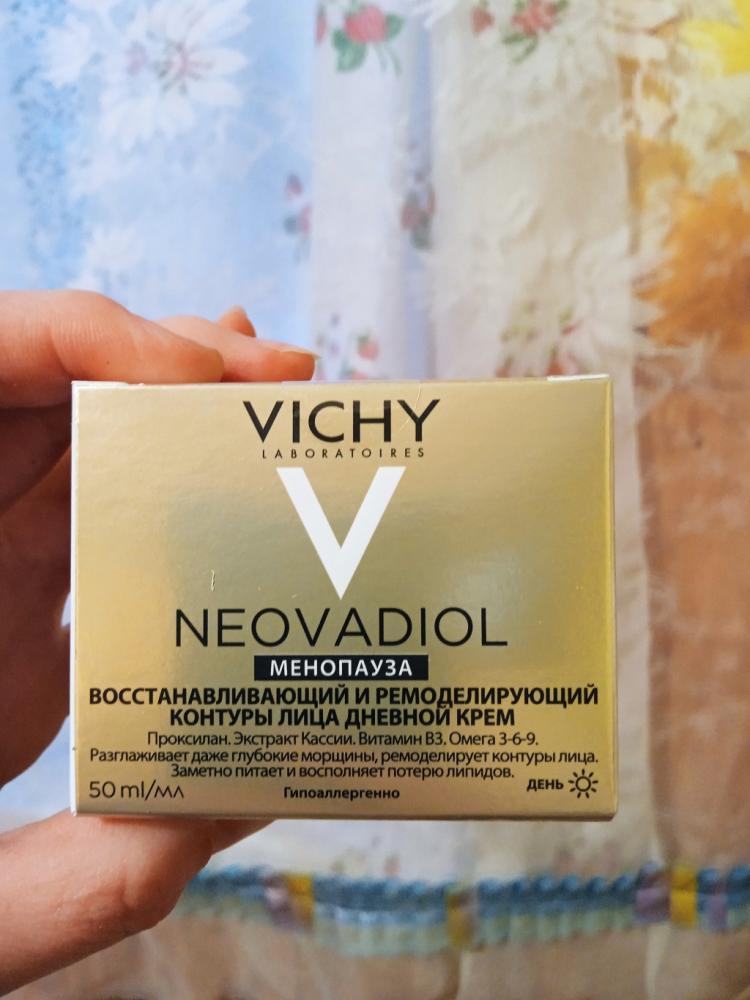 VICHY
LABORATOIRES
V
NEOVADIOL
МЕНОПАУЗА
ВОССТАНАВЛИВАЮЩИЙ И РЕМОДЕЛИРУЮЩИЙ
КОНТУРЫ ЛИЦА ДНЕВНОЙ КРЕМ
Проксилан. Экстракт Кассии. Витамин B3. Омега 3-6-9.
Разглаживает даже глубокие морщины, ремоделирует контуры лица.
Заметно питает и восполняет потерю липидов.
50 ml/мл
Гипоаллергенно
ДЕНЬ